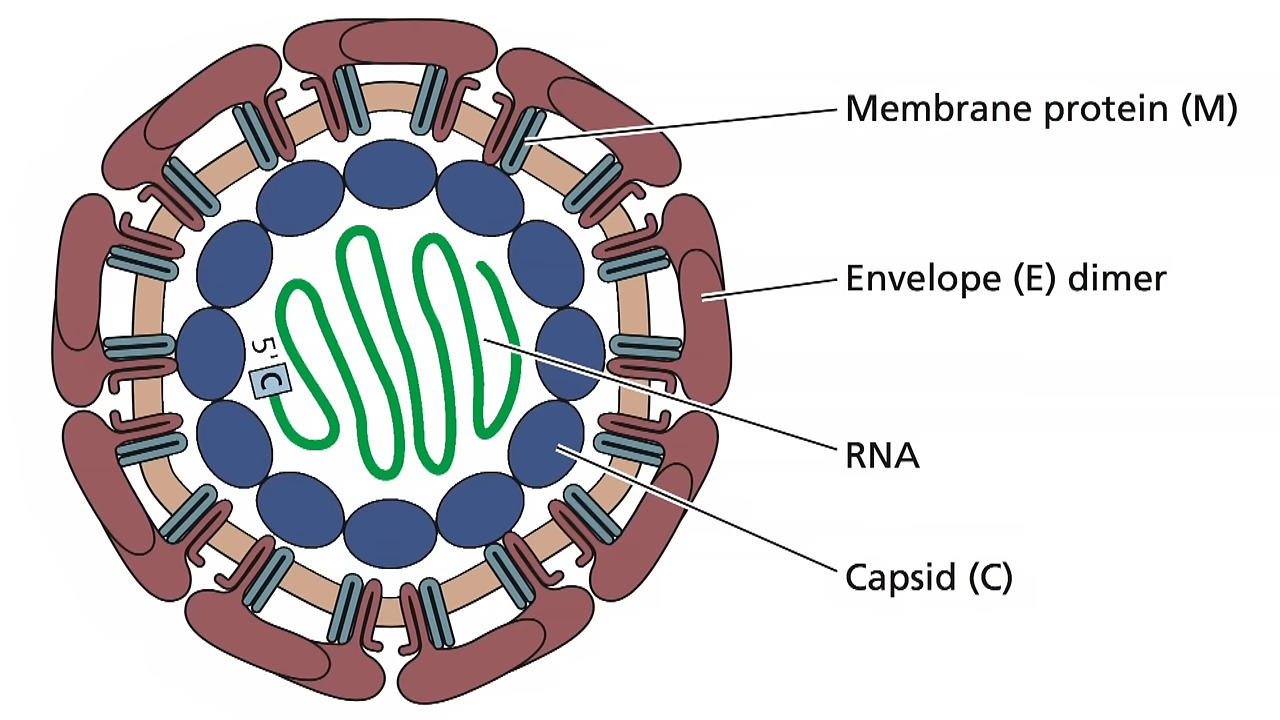 Membrane protein (M)
Envelope (E) dimer
5'
C
RNA
Capsid (C)